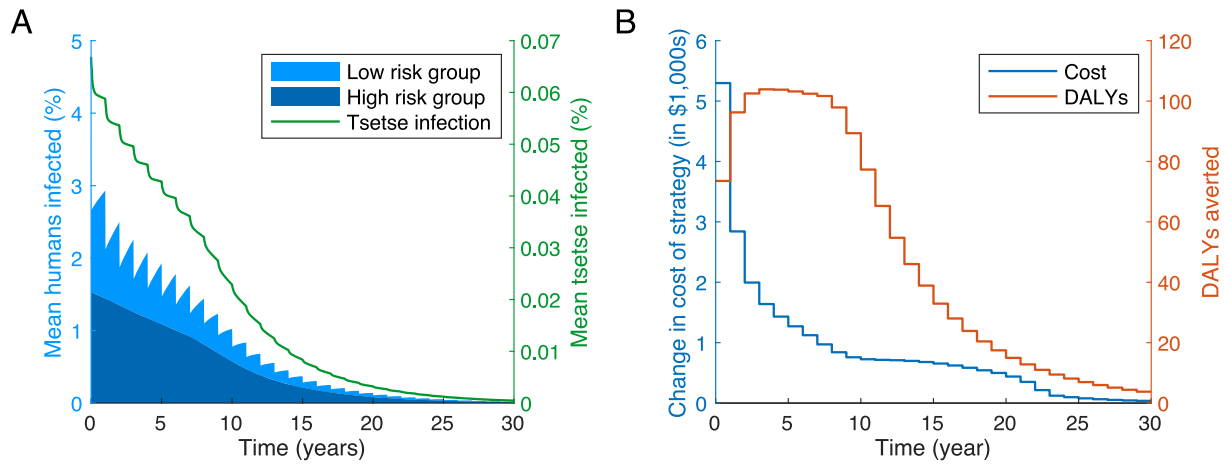 A
Mean humans infected (%)
5
4
3
2
1
0
0.07
0.06
0.05
0.04
0.03
0.02
0.01
0
Mean tsetse infected (%)
Low risk group
High risk group
Tsetse infection
0 5 10 15 20 25 30
Time (years)
B
Change in cost of strategy (in $1,000s)
6
5
4
3
2
1
0
120
100
80
60
40
20
0
DALYs averted
Cost
DALYs
0 5 10 15 20 25 30
Time (year)